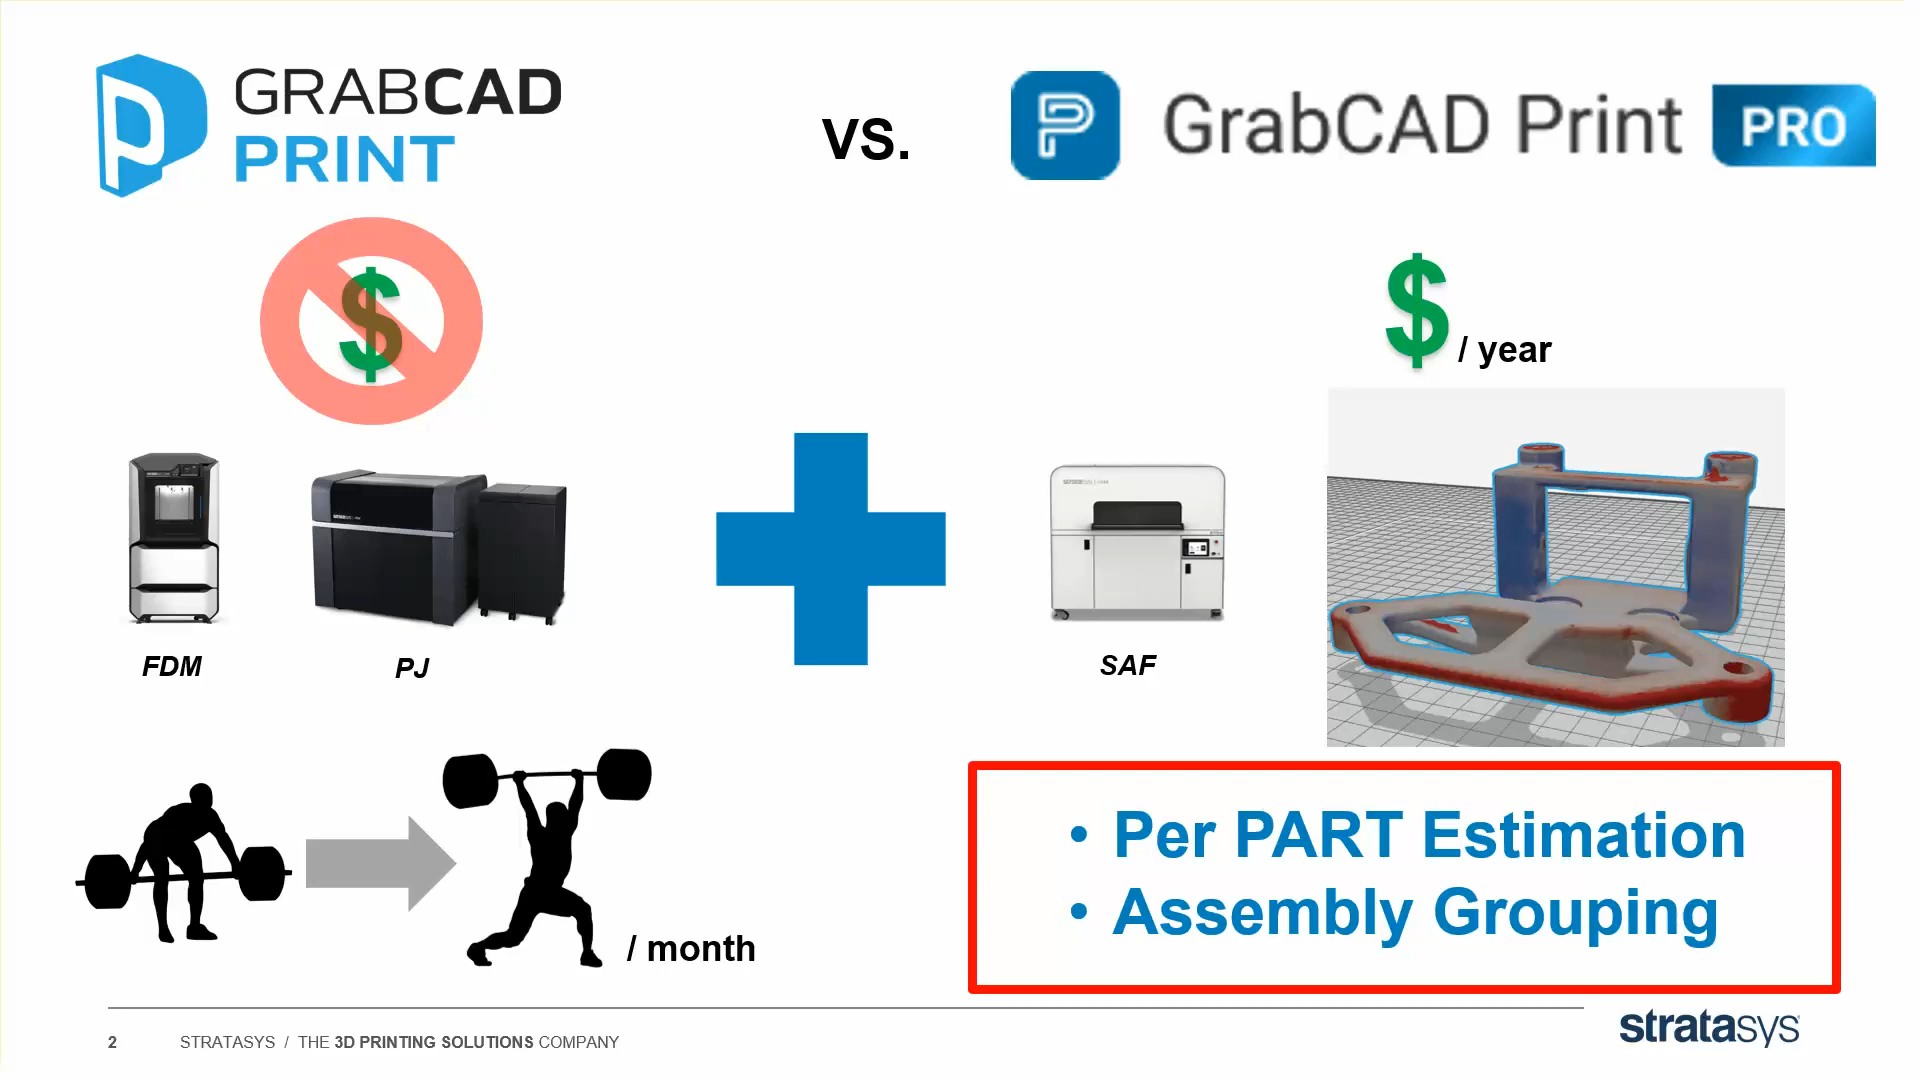 GRABCAD
PRINT
VS.
GrabCAD Print PRO
$
$ / year
FDM
PJ
SAF
/ month
• Per PART Estimation
• Assembly Grouping
2 STRATASYS / THE 3D PRINTING SOLUTIONS COMPANY
stratasys